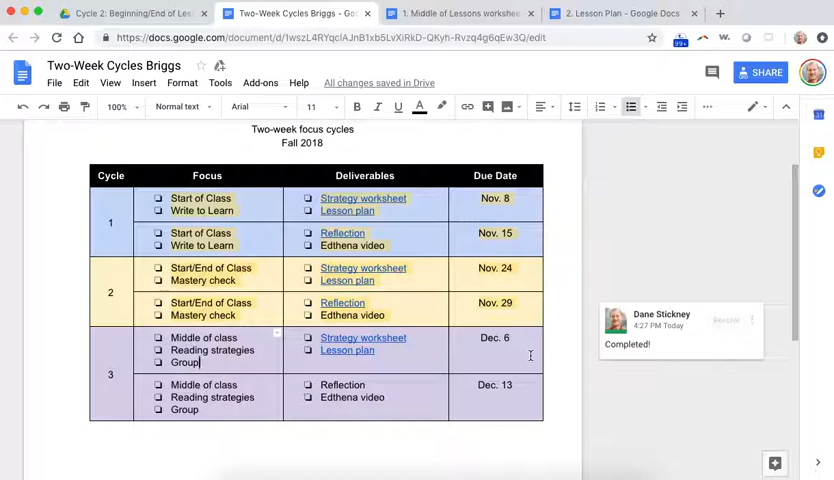 Cycle 2: Beginning/End of Les
Two-Week Cycles Briggs - Go
1. Middle of Lessons workshee
2. Lesson Plan - Google Docs
https://docs.google.com/document/d/1wszL4RYqclAJnB1xb5LvXiRkD-QKyh-Rvzq4g6qEw3Q/edit
99+
Two-Week Cycles Briggs
File Edit View Insert Format Tools Add-ons Help All changes saved in Drive
SHARE
100% Normal text Arial 11
Two-week focus cycles
Fall 2018
Cycle Focus Deliverables Due Date
1
Start of Class Strategy worksheet Nov. 8
Write to Learn Lesson plan
Start of Class Reflection Nov. 15
Write to Learn Edthena video
2
Start/End of Class Strategy worksheet Nov. 24
Mastery check Lesson plan
Start/End of Class Reflection Nov. 29
Mastery check Edthena video
3
Middle of class Strategy worksheet Dec. 6
Reading strategies Lesson plan
Group
Middle of class Reflection Dec. 13
Reading strategies Edthena video
Group
Dane Stickney
4:27 PM Today
Completed!